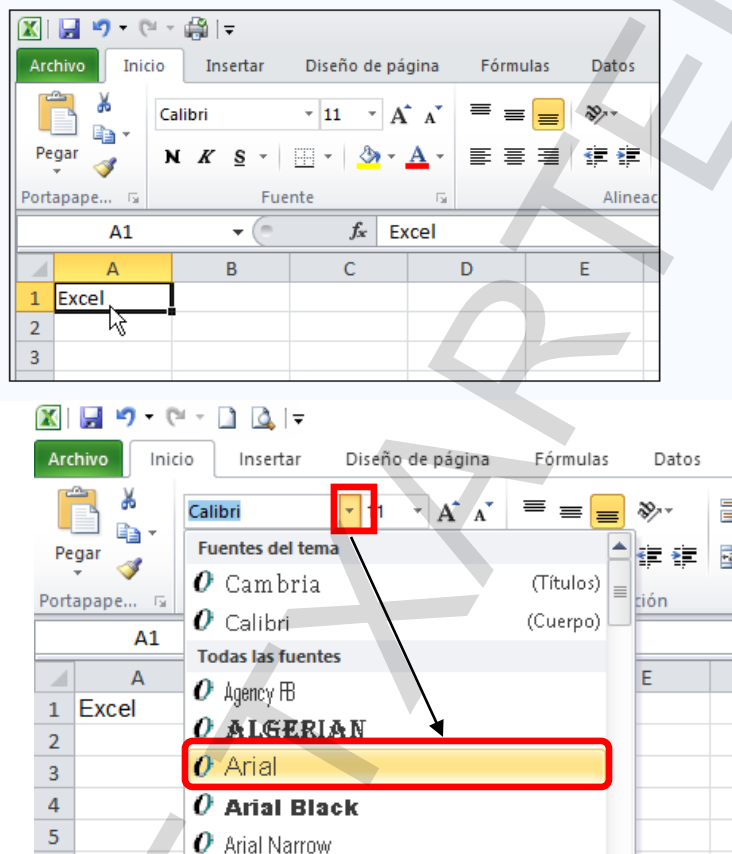 Archivo Inicio Insertar Diseño de página Fórmulas Datos
Calibri 11 A A
Pegar N K S A
Portapape... Fuente Alineac
A1 fx Excel
A B C D E
1 Excel
2
3
Archivo Inicio Insertar Diseño de página Fórmulas Datos
Calibri 11 A A
Pegar Fuentes del tema
Cambria (Títulos)
Portapape... Calibri (Cuerpo) ción
A1 Todas las fuentes
A Agency FB E
1 Excel ALGERIAN
2
3 Arial
4 Arial Black
5 Arial Narrow